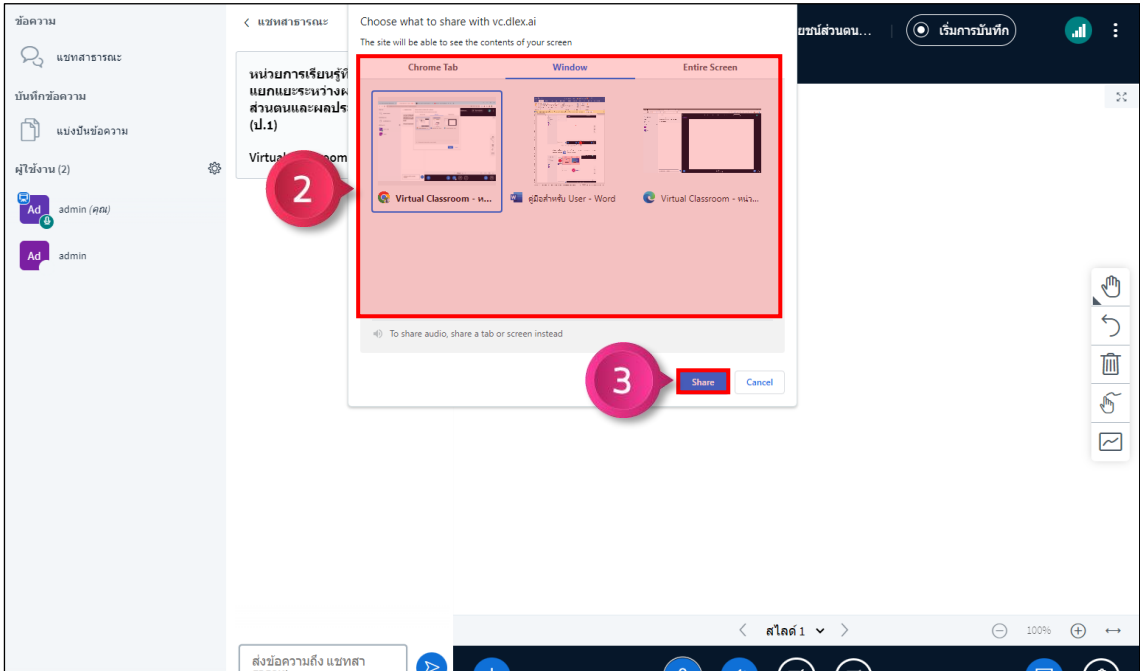 ข้อความ
แชทสาธารณะ
บันทึกข้อความ
แบ่งปันข้อความ
ผู้ใช้งาน (2)
Ad
admin (คุณ)
Ad
admin
แชทสาธารณะ
หน่วยการเรียนรู้ที่
แยกแยะระหว่างผ
ส่วนตนและผลประ
(ป.1)
Choose what to share with vc.dlex.ai
The site will be able to see the contents of your screen
Chrome Tab
Window
Entire Screen
2
Virtual Classroom - ห...
คู่มือสำหรับ User - Word
Virtual Classroom - หน่ว...
To share audio, share a tab or screen instead
3
Share
Cancel
ยชน์ส่วนตน...
เริ่มการบันทึก
สไลด์ 1
100%
ส่งข้อความถึง แชทสา